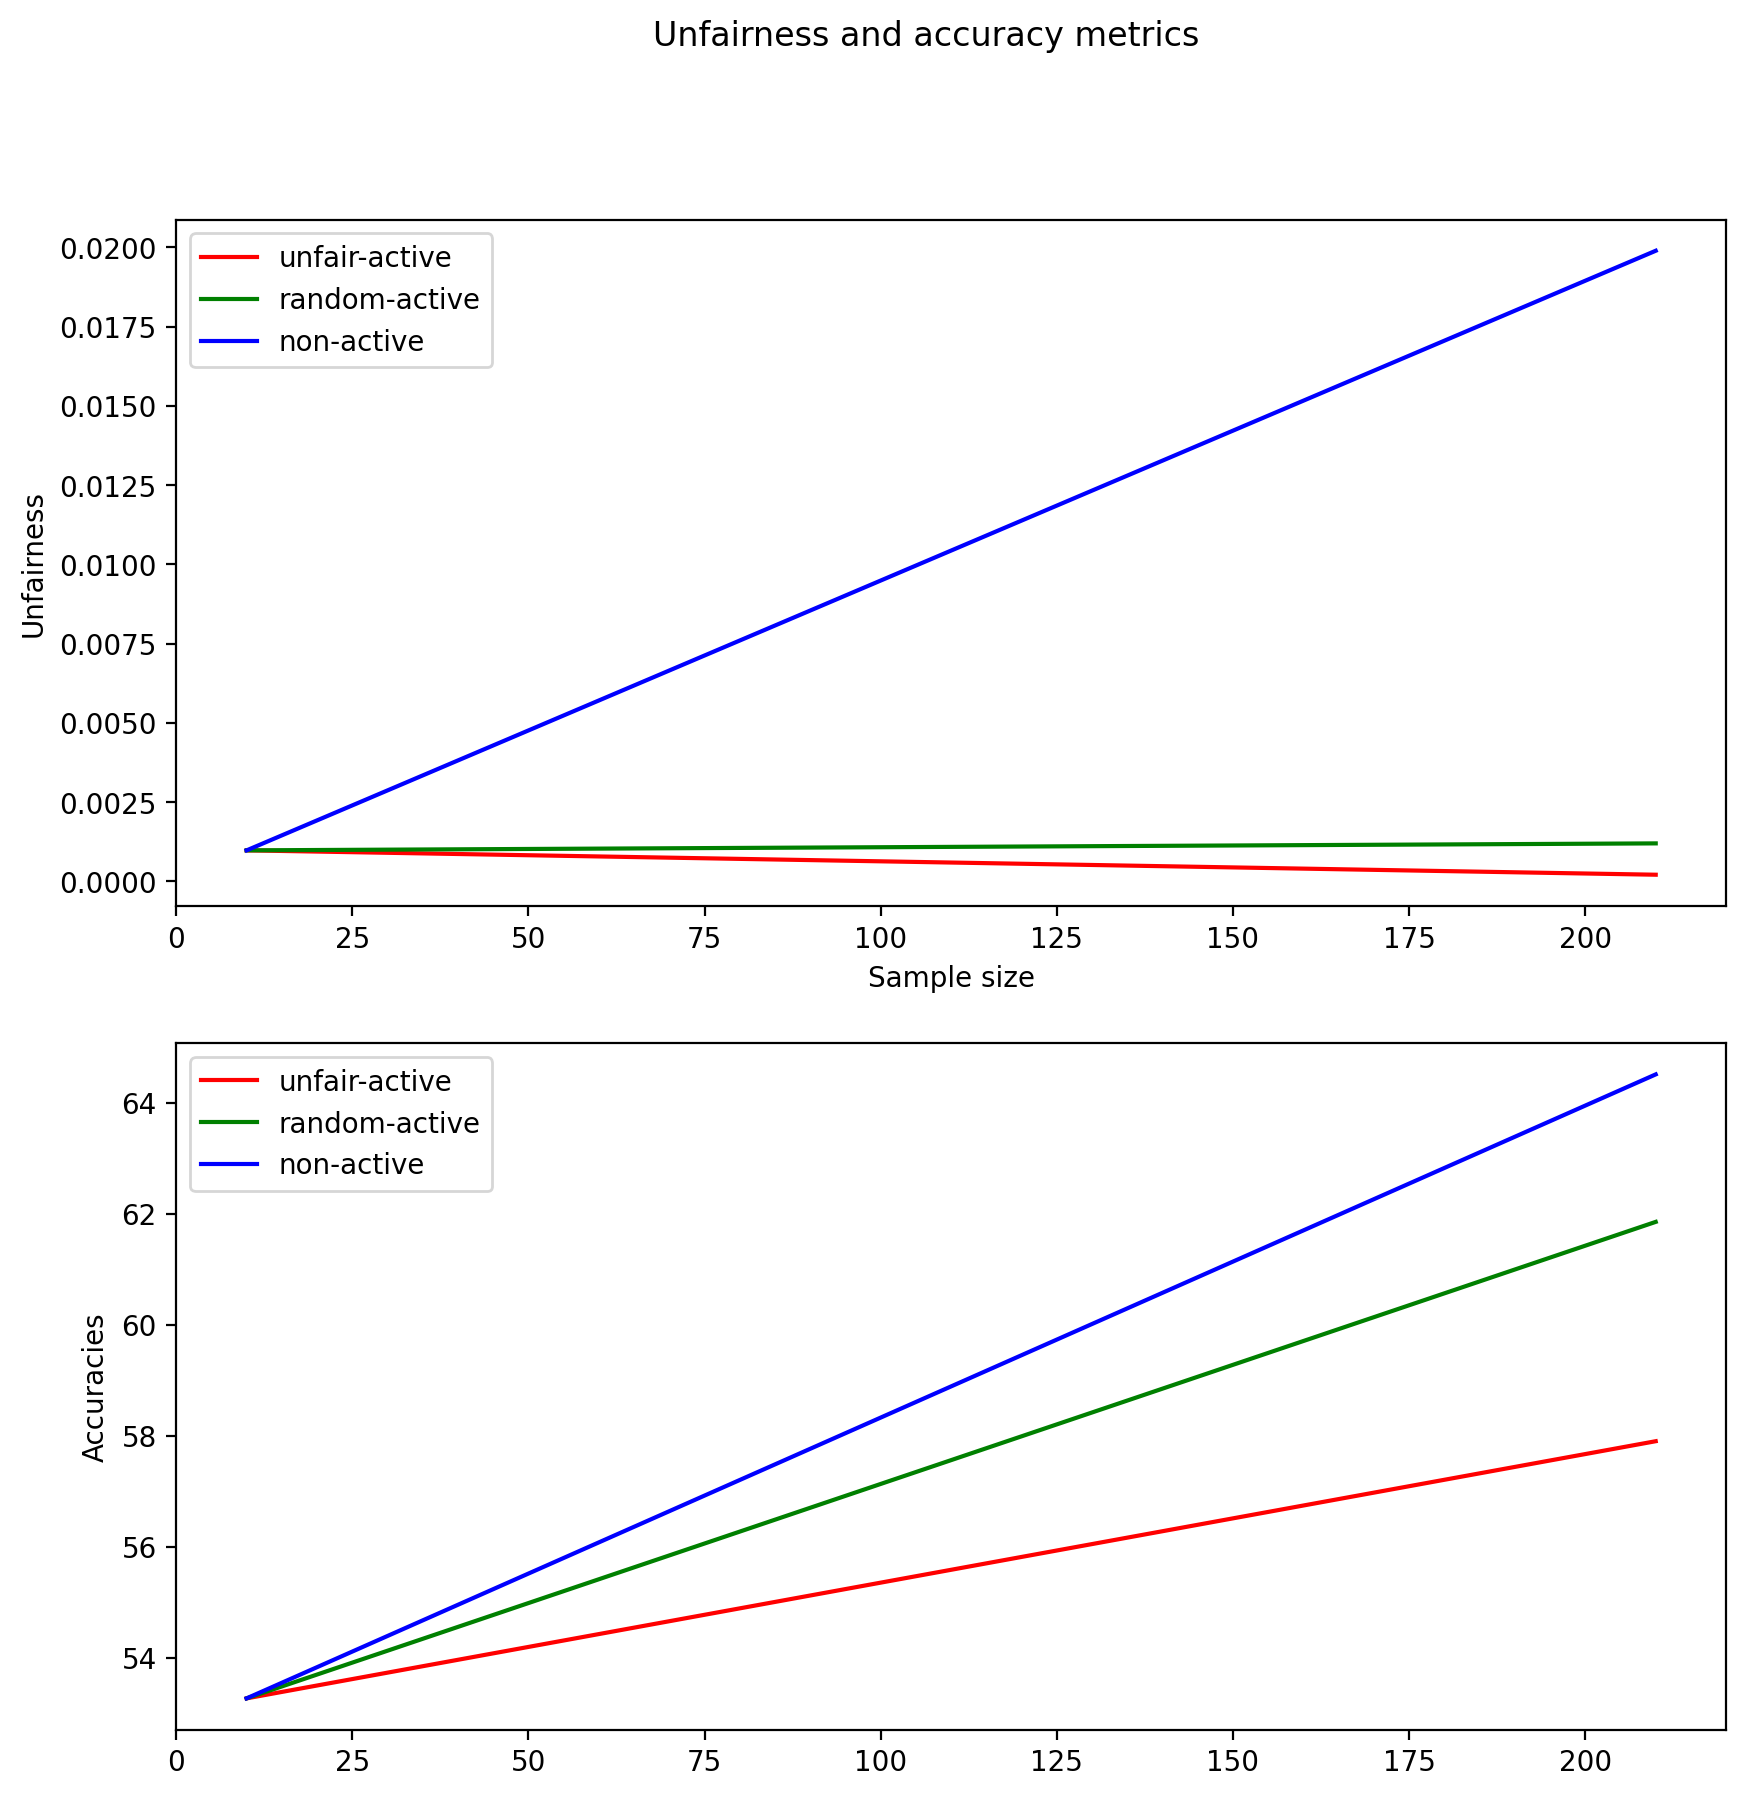 Unfairness and accuracy metrics
unfair-active
random-active
non-active
0.0200
0.0175
0.0150
0.0125
0.0100
0.0075
0.0050
0.0025
0.0000
Unfairness
0 25 50 75 100 125 150 175 200
Sample size
unfair-active
random-active
non-active
64
62
60
58
56
54
Accuracies
0 25 50 75 100 125 150 175 200